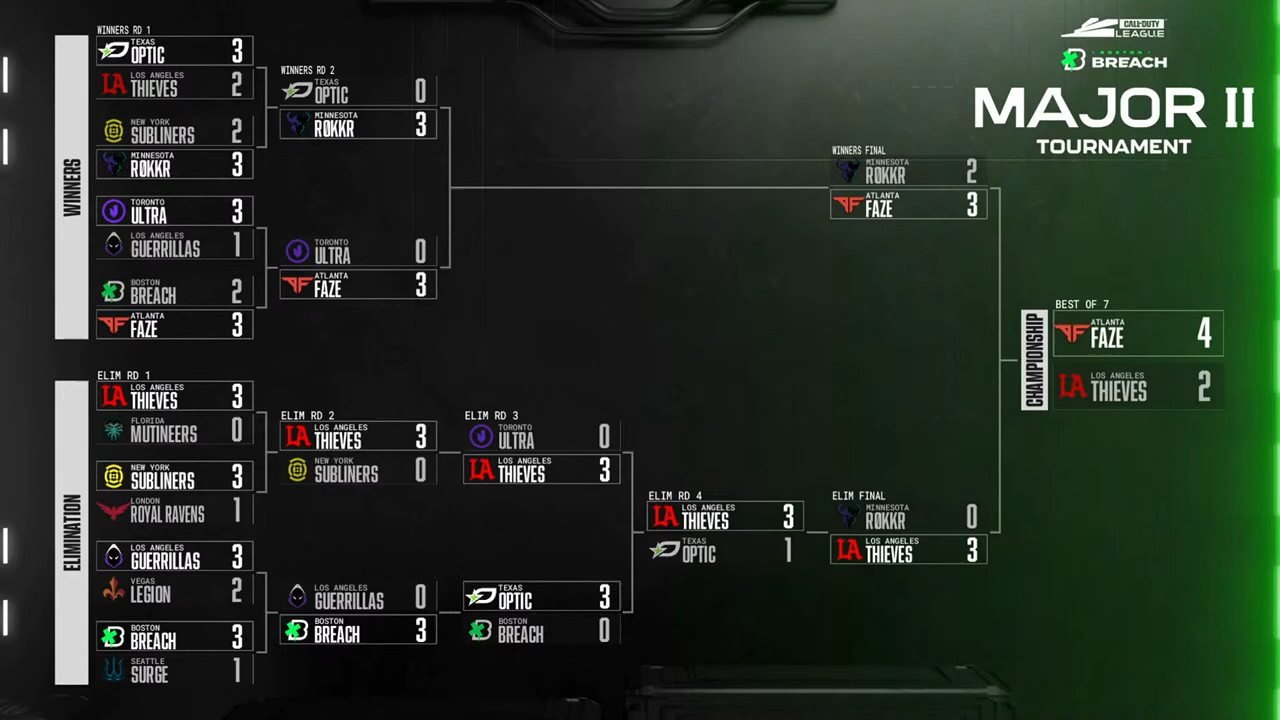 CALL·DUTY
LEAGUE
·BOSTON·
BREACH
MAJOR II
TOURNAMENT
WINNERS
WINNERS RD 1
TEXAS
OPTIC 3
LOS ANGELES
THIEVES 2
NEW YORK
SUBLINERS 2
MINNESOTA
RØKKR 3
TORONTO
ULTRA 3
LOS ANGELES
GUERRILLAS 1
BOSTON
BREACH 2
ATLANTA
FAZE 3
WINNERS RD 2
TEXAS
OPTIC 0
MINNESOTA
RØKKR 3
TORONTO
ULTRA 0
ATLANTA
FAZE 3
WINNERS FINAL
MINNESOTA
RØKKR 2
ATLANTA
FAZE 3
ELIMINATION
ELIM RD 1
LA
LOS ANGELES
THIEVES 3
FLORIDA
MUTINEERS 0
NEW YORK
SUBLINERS 3
LONDON
ROYAL RAVENS 1
LOS ANGELES
GUERRILLAS 3
VEGAS
LEGION 2
BOSTON
BREACH 3
SEATTLE
SURGE 1
ELIM RD 2
LA
LOS ANGELES
THIEVES 3
NEW YORK
SUBLINERS 0
LOS ANGELES
GUERRILLAS 0
BOSTON
BREACH 3
ELIM RD 3
TORONTO
ULTRA 0
LA
LOS ANGELES
THIEVES 3
TEXAS
OPTIC 3
BOSTON
BREACH 0
ELIM RD 4
LA
LOS ANGELES
THIEVES 3
TEXAS
OPTIC 1
ELIM FINAL
MINNESOTA
RØKKR 0
LA
LOS ANGELES
THIEVES 3
CHAMPIONSHIP
BEST OF 7
ATLANTA
FAZE 4
LA
LOS ANGELES
THIEVES 2